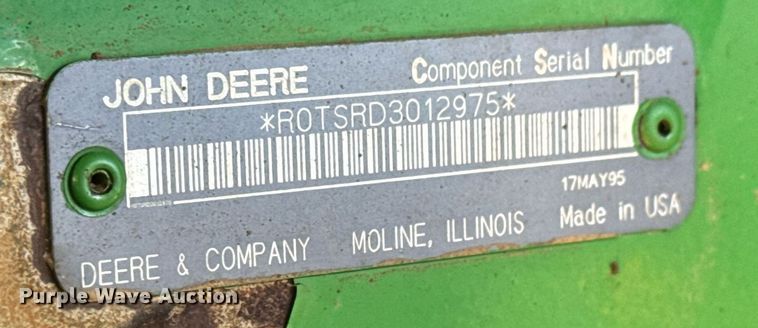 JOHN DEERE Component Serial Number
*R0TSRD3012975*
17MAY95
DEERE & COMPANY MOLINE, ILLINOIS Made in USA
Purple Wave Auction